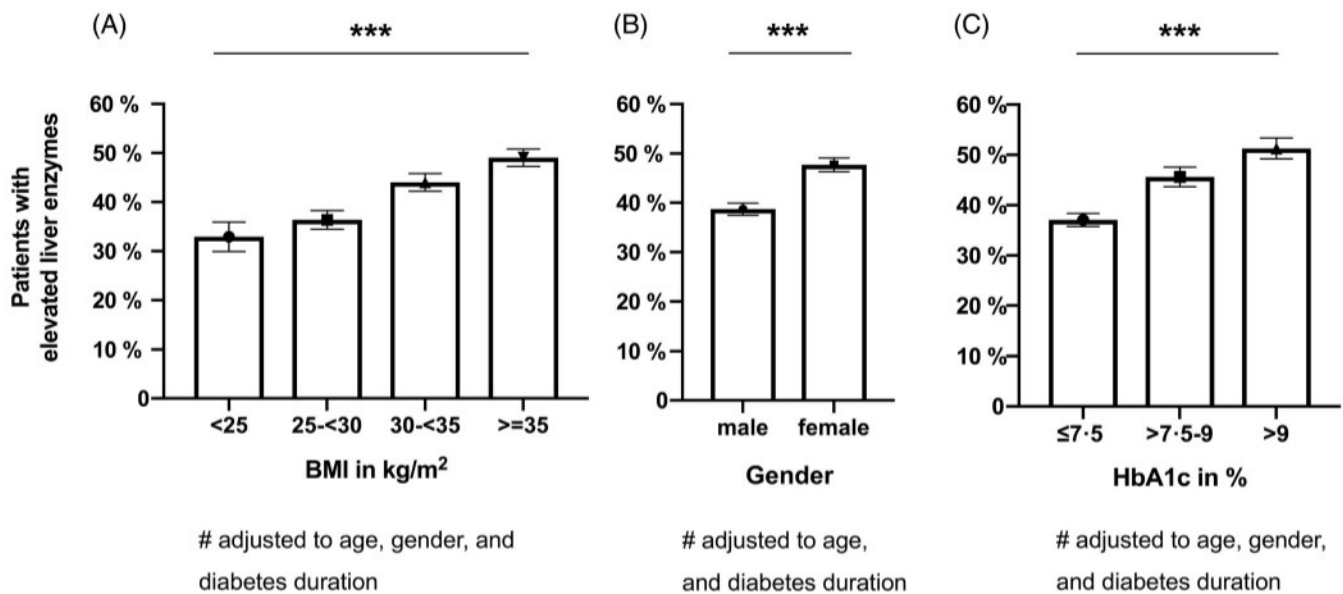 (A)
***
Patients with
elevated liver enzymes
60 %
50 %
40 %
30 %
20 %
10 %
0
<25
25-<30
30-<35
>=35
BMI in kg/m²
# adjusted to age, gender, and
diabetes duration
(B)
***
60 %
50 %
40 %
30 %
20 %
10 %
0
male
female
Gender
# adjusted to age,
and diabetes duration
(C)
***
60 %
50 %
40 %
30 %
20 %
10 %
0
≤7·5
>7·5-9
>9
HbA1c in %
# adjusted to age, gender,
and diabetes duration